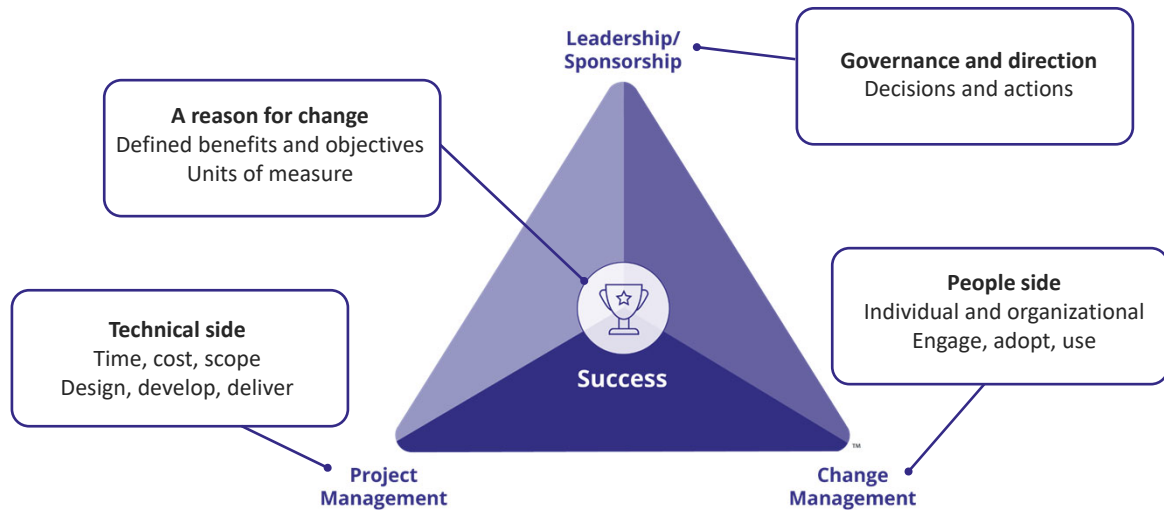 Leadership/
Sponsorship
Governance and direction
Decisions and actions
A reason for change
Defined benefits and objectives
Units of measure
Technical side
Time, cost, scope
Design, develop, deliver
People side
Individual and organizational
Engage, adopt, use
Success
TM
Project
Management
Change
Management